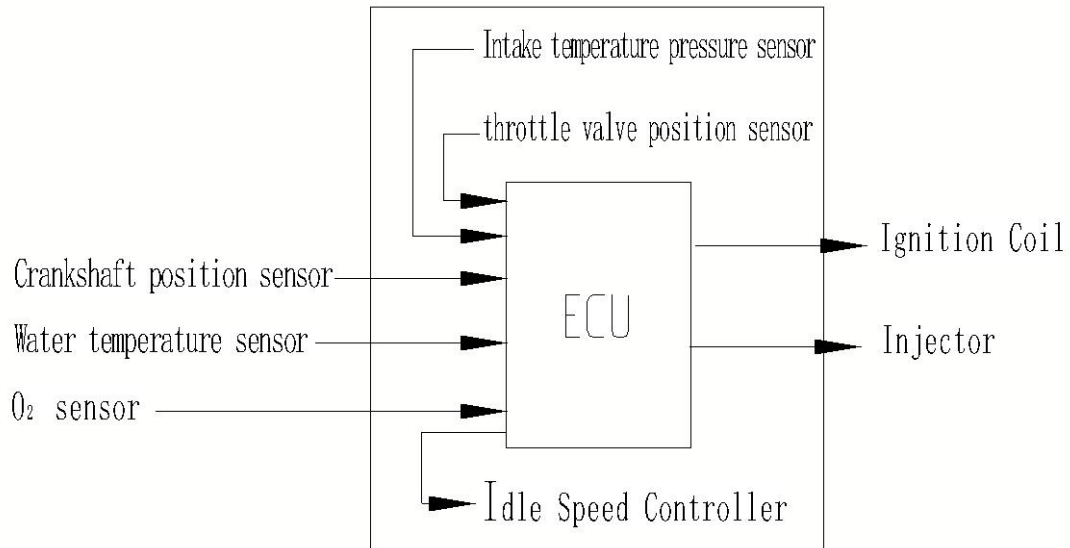 Intake temperature pressure sensor
throttle valve position sensor
Crankshaft position sensor
Water temperature sensor
O₂ sensor
ECU
Ignition Coil
Injector
Idle Speed Controller